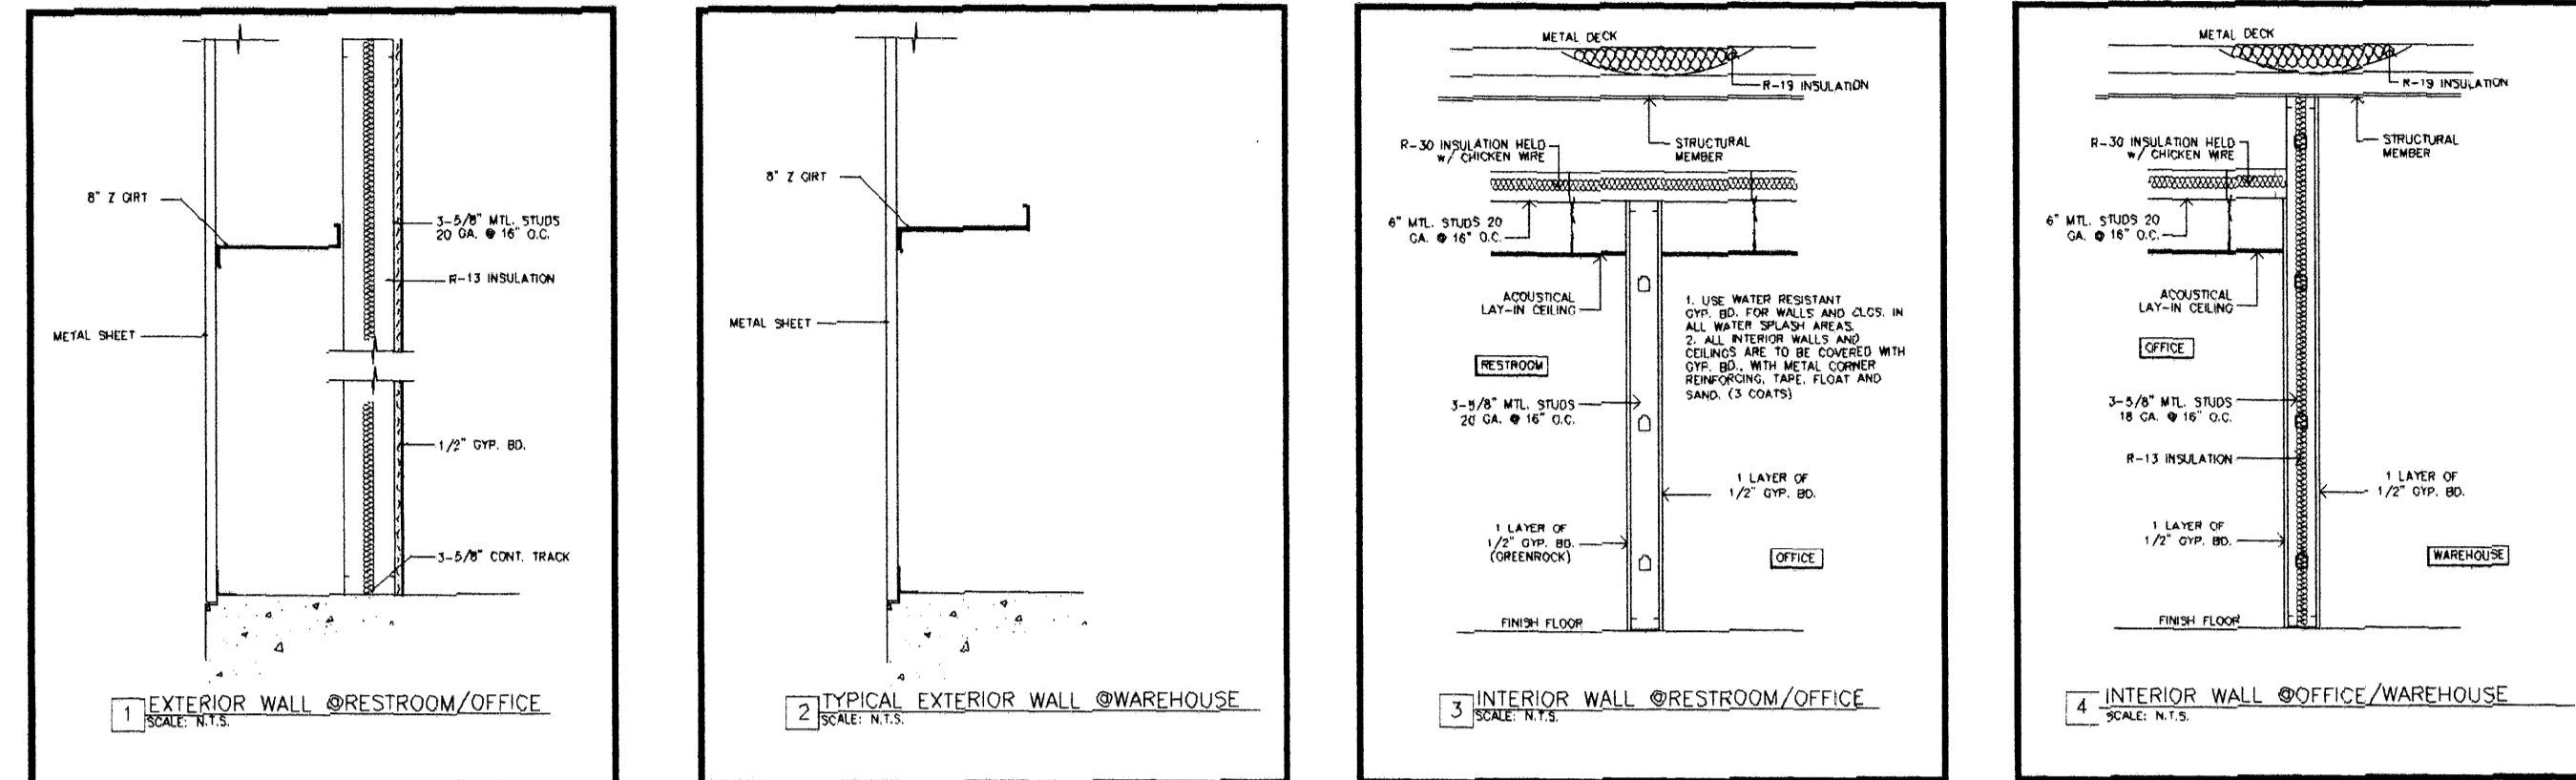 8" Z GIRT
3-5/8" MTL. STUDS
20 GA. @ 16" O.C.
R-13 INSULATION
METAL SHEET
1/2" GYP. BD.
3-5/8" CONT. TRACK
1 EXTERIOR WALL @RESTROOM/OFFICE
SCALE: N.T.S.
8" Z GIRT
METAL SHEET
2 TYPICAL EXTERIOR WALL @WAREHOUSE
SCALE: N.T.S.
METAL DECK
R-19 INSULATION
R-30 INSULATION HELD
w/ CHICKEN WIRE
STRUCTURAL
MEMBER
6" MTL. STUDS 20
GA. @ 16" O.C.
ACOUSTICAL
LAY-IN CEILING
1. USE WATER RESISTANT
GYP. BD. FOR WALLS AND CLGS. IN
ALL WATER SPLASH AREAS.
2. ALL INTERIOR WALLS AND
CEILINGS ARE TO BE COVERED WITH
GYP. BD., WITH METAL CORNER
REINFORCING, TAPE, FLOAT AND
SAND. (3 COATS)
RESTROOM
3-5/8" MTL. STUDS
20 GA. @ 16" O.C.
1 LAYER OF
1/2" GYP. BD.
1 LAYER OF
1/2" GYP. BD.
(GREENROCK)
OFFICE
FINISH FLOOR
3 INTERIOR WALL @RESTROOM/OFFICE
SCALE: N.T.S.
METAL DECK
R-19 INSULATION
R-30 INSULATION HELD
w/ CHICKEN WIRE
STRUCTURAL
MEMBER
6" MTL. STUDS 20
GA. @ 16" O.C.
ACOUSTICAL
LAY-IN CEILING
OFFICE
3-5/8" MTL. STUDS
18 GA. @ 16" O.C.
R-13 INSULATION
1 LAYER OF
1/2" GYP. BD.
1 LAYER OF
1/2" GYP. BD.
WAREHOUSE
FINISH FLOOR
4 INTERIOR WALL @OFFICE/WAREHOUSE
SCALE: N.T.S.